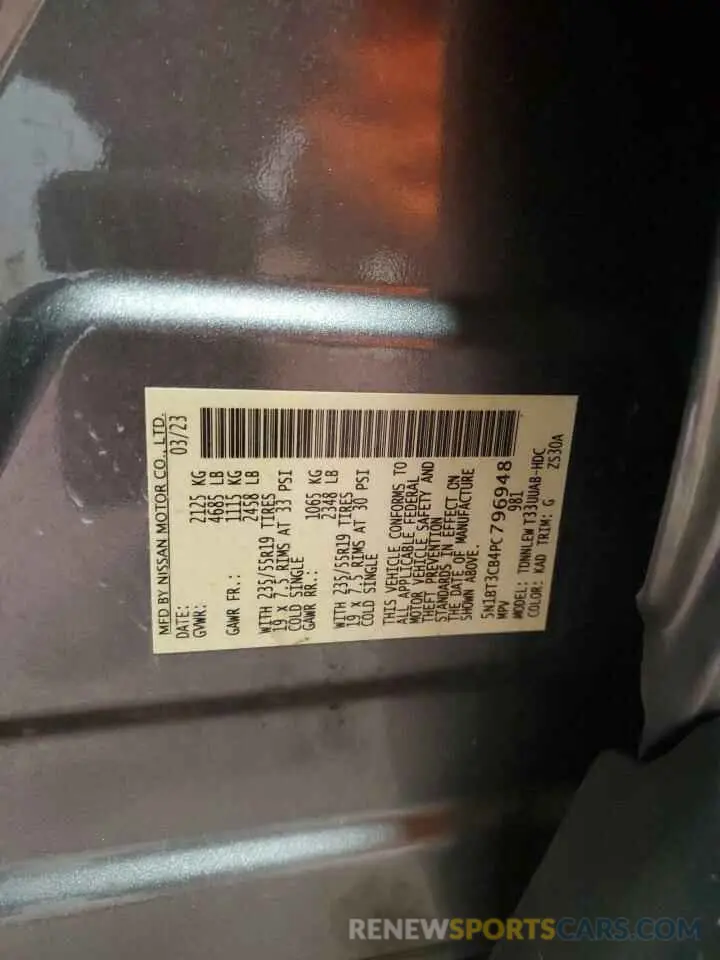 MFD BY NISSAN MOTOR CO., LTD.
DATE: 03/23
GVWR: 2125 KG
4685 LB
GAWR FR.: 1115 KG
2458 LB
WITH 235/55R19 TIRES
19 X 7.5 RIMS AT 33 PSI
COLD SINGLE
GAWR RR.: 1065 KG
2348 LB
WITH 235/55R19 TIRES
19 X 7.5 RIMS AT 30 PSI
COLD SINGLE
THIS VEHICLE CONFORMS TO
ALL APPLICABLE FEDERAL
MOTOR VEHICLE SAFETY AND
THEFT PREVENTION
STANDARDS IN EFFECT ON
THE DATE OF MANUFACTURE
SHOWN ABOVE.
5N1BT3CB4PC796948
MPV 981
MODEL: TDNNLEW T33UUAB-HDC
COLOR: KAD TRIM: G ZS30A
RENEWSPORTSCARS.COM